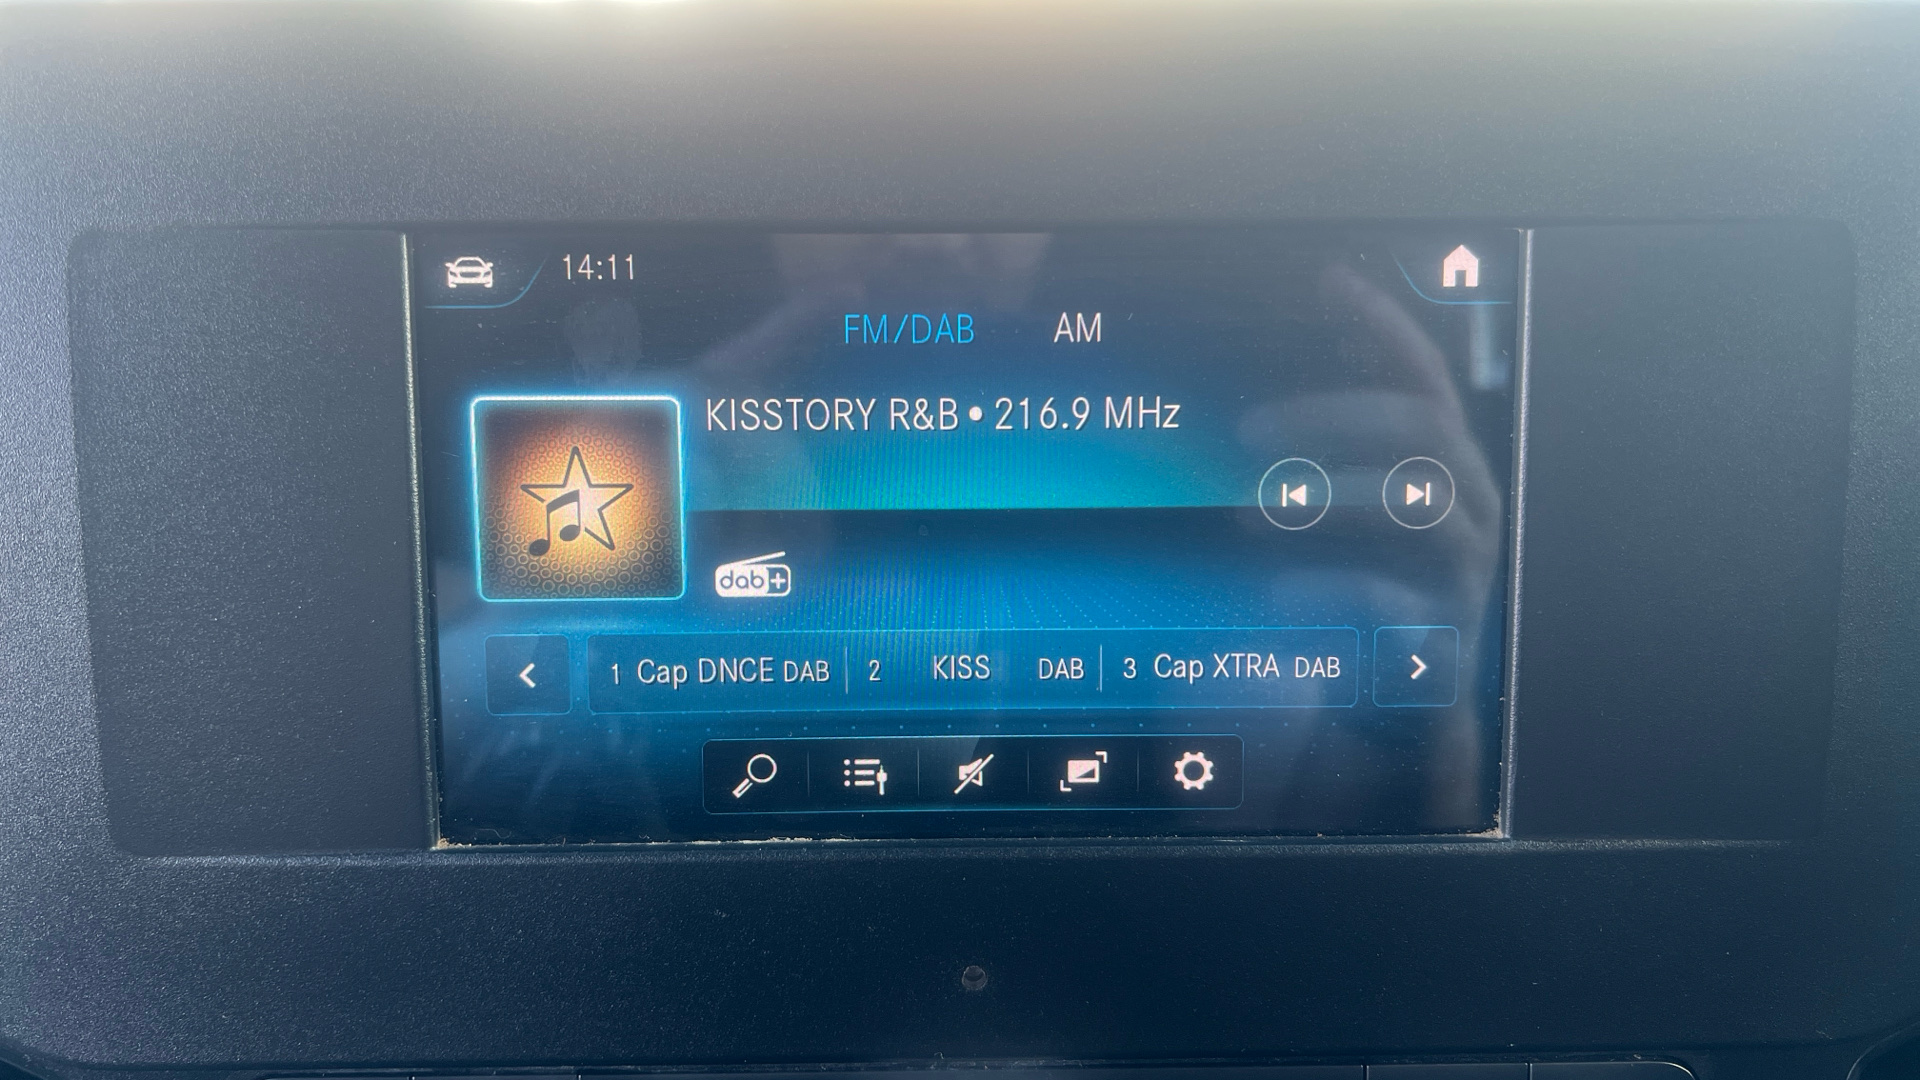 14:11
FM/DAB AM
KISSTORY R&B • 216.9 MHz
dab+
1 Cap DNCE DAB 2 KISS DAB 3 Cap XTRA DAB